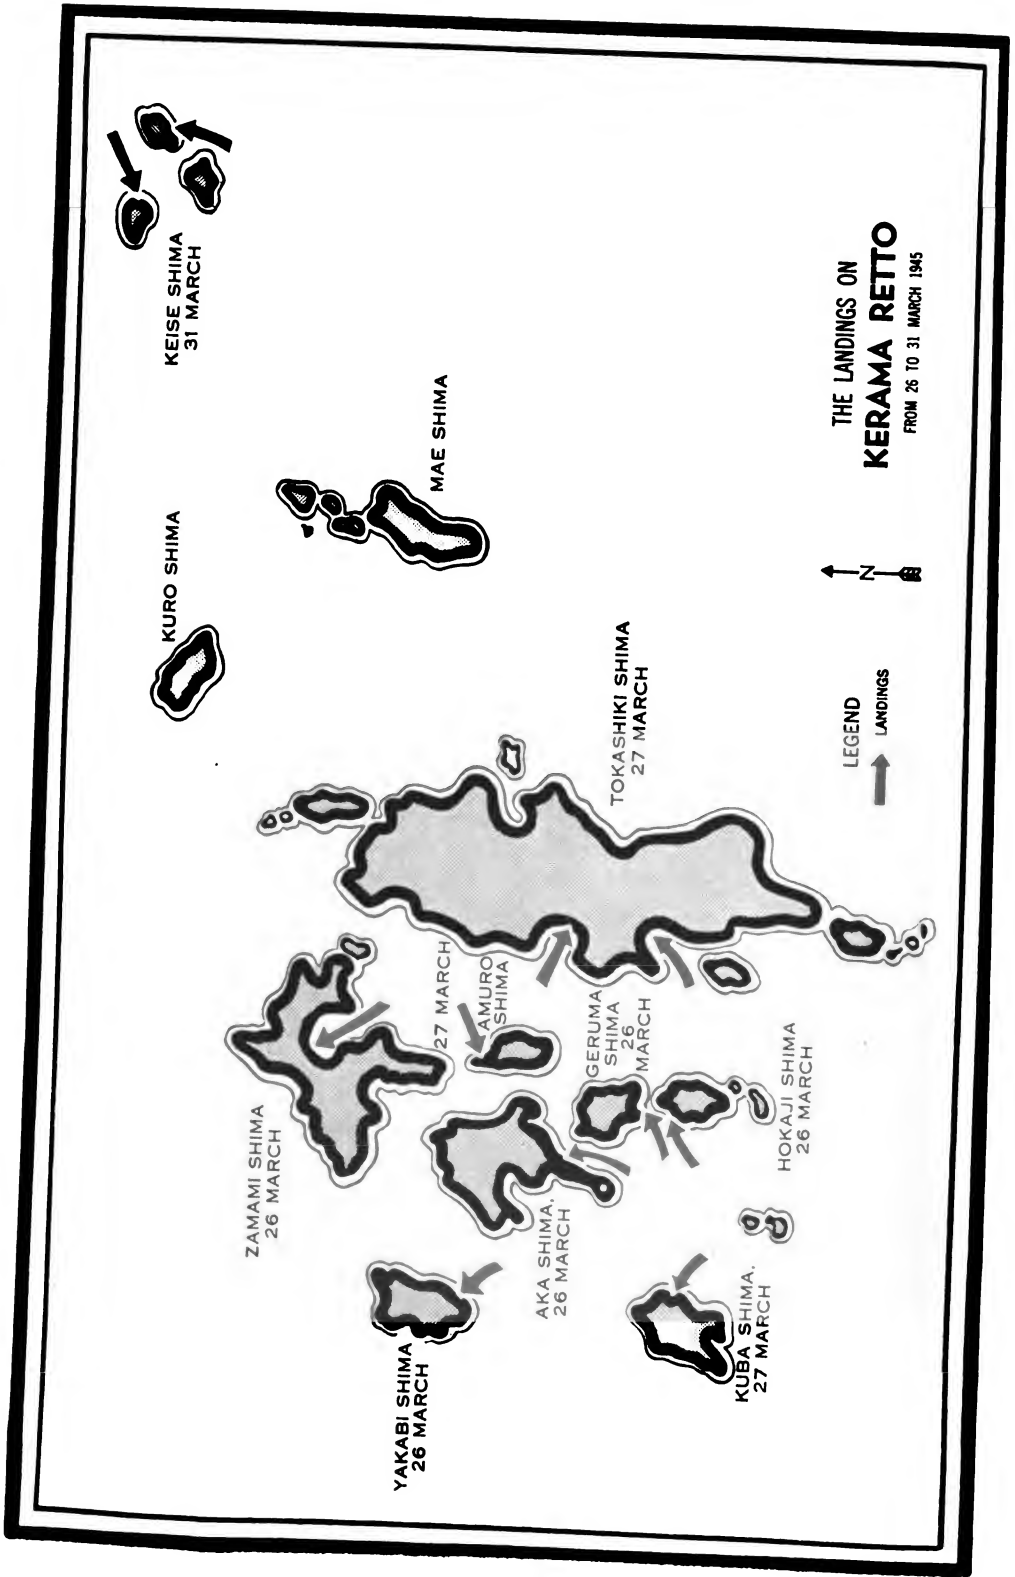 KEISE SHIMA
31 MARCH
KURO SHIMA
MAE SHIMA
TOKASHIKI SHIMA
27 MARCH
ZAMAMI SHIMA
26 MARCH
27 MARCH
AMURO
SHIMA
GERUMA
SHIMA
26
MARCH
HOKAJI SHIMA
26 MARCH
AKA SHIMA.
26 MARCH
YAKABI SHIMA
26 MARCH
KUBA SHIMA.
27 MARCH
THE LANDINGS ON
KERAMA RETTO
FROM 26 TO 31 MARCH 1945
N
LEGEND
LANDINGS